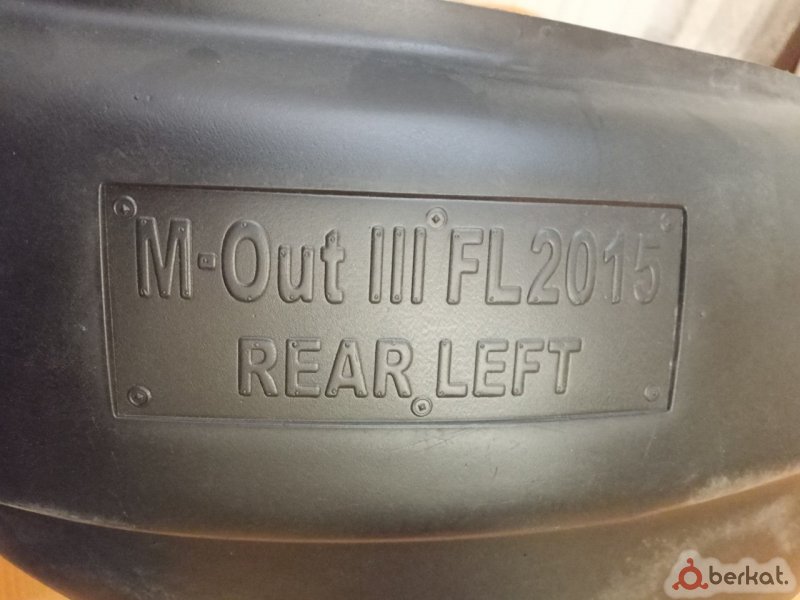 M-Out III FL2015
REAR LEFT
berkat.